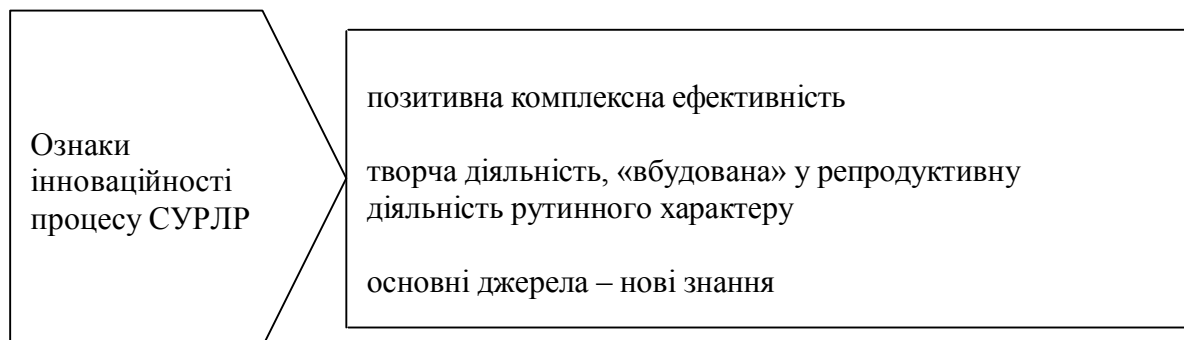 Ознаки
інноваційності
процесу СУРЛР
позитивна комплексна ефективність
творча діяльність, «вбудована» у репродуктивну
діяльність рутинного характеру
основні джерела – нові знання